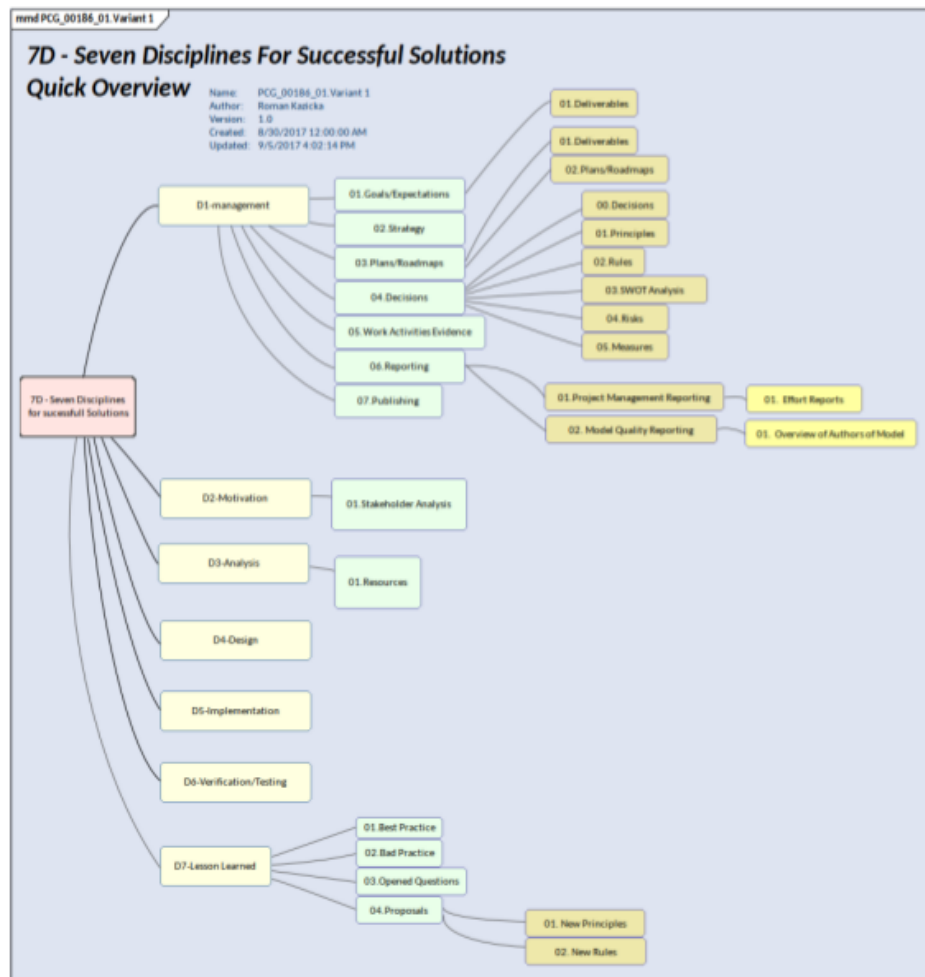 mmd PCG_00186_01.Variant 1
7D - Seven Disciplines For Successful Solutions
Quick Overview
Name: PCG_00186_01.Variant 1
Author: Roman Kazicka
Version: 1.0
Created: 8/30/2017 12:00:00 AM
Updated: 9/5/2017 4:02:14 PM
7D - Seven Disciplines
for sucessfull Solutions
D1-management
01.Goals/Expectations
01.Deliverables
02.Strategy
03.Plans/Roadmaps
01.Deliverables
02.Plans/Roadmaps
04.Decisions
00.Decisions
01.Principles
02.Rules
03.SWOT Analysis
04.Risks
05.Measures
05.Work Activities Evidence
06.Reporting
01.Project Management Reporting
01. Effort Reports
02. Model Quality Reporting
01. Overview of Authors of Model
07.Publishing
D2-Motivation
01.Stakeholder Analysis
D3-Analysis
01.Resources
D4-Design
D5-Implementation
D6-Verification/Testing
D7-Lesson Learned
01.Best Practice
02.Bad Practice
03.Opened Questions
04.Proposals
01. New Principles
02. New Rules